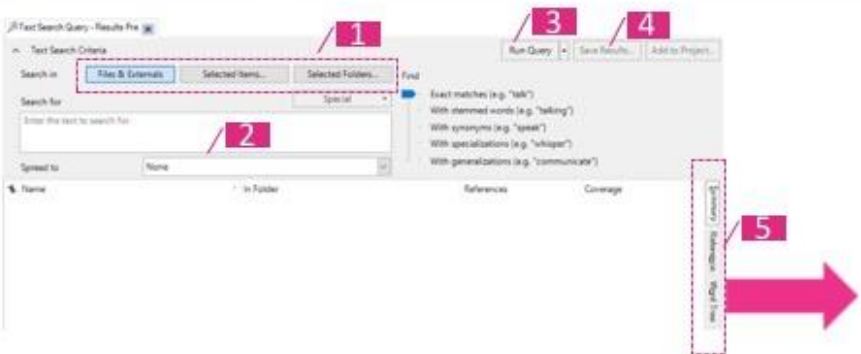 Text Search Query - Results Pre
1
3
4
Text Search Criteria
Run Query
Save Results...
Add to Project...
Search in
Files & Externals
Selected Items...
Selected Folders...
Find
Search for
Special
Exact matches (e.g. "talk")
Enter the text to search for
With stemmed words (e.g. "talking")
2
With synonyms (e.g. "speak")
With specializations (e.g. "whisper")
Spread to
None
With generalizations (e.g. "communicate")
Name
In Folder
References
Coverage
Summary
Reference
Word Tree
5